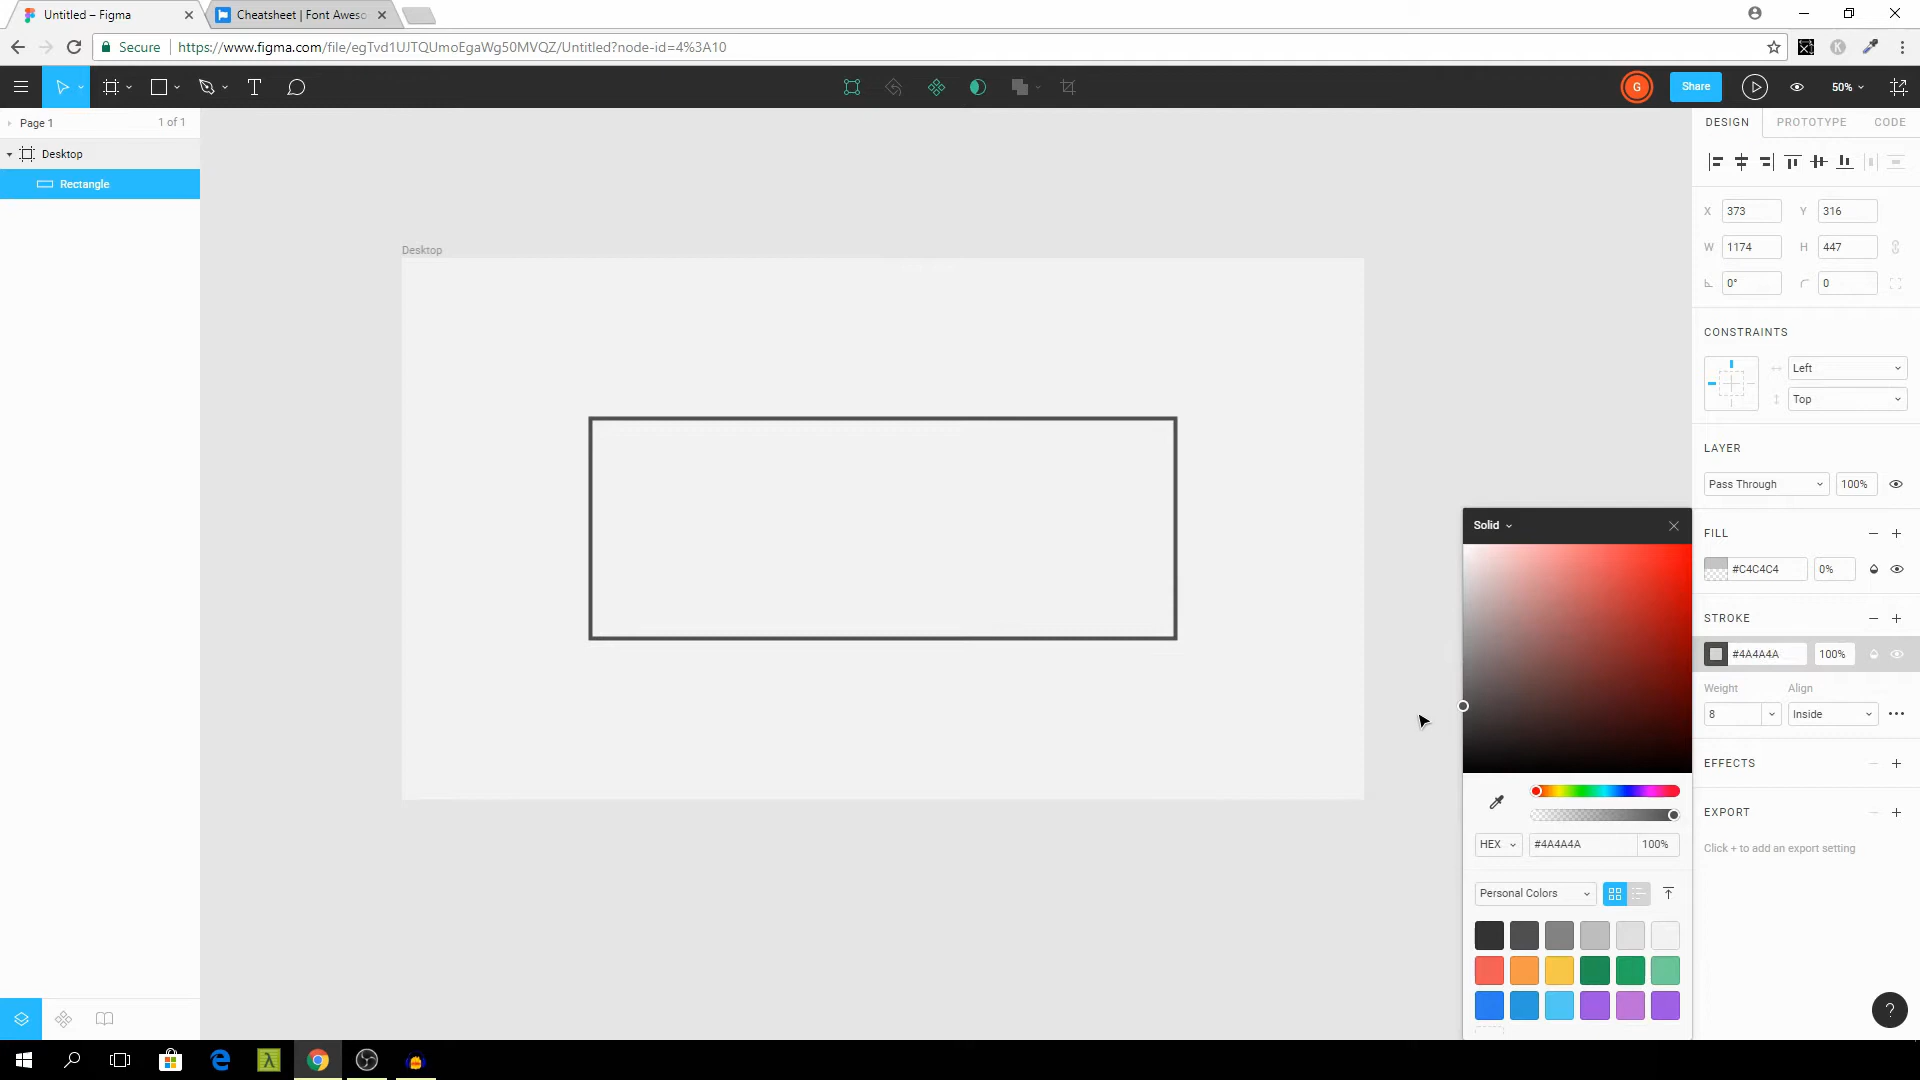 Untitled – Figma
Cheatsheet | Font Aweso
Secure
https://www.figma.com/file/egTvd1UJTQUmoEgaWg50MVQZ/Untitled?node-id=4%3A10
K
T
G
Share
50%
Page 1
1 of 1
DESIGN
PROTOTYPE
CODE
Desktop
Rectangle
X 373 Y 316
W 1174 H 447
0° 0
Desktop
CONSTRAINTS
Left
Top
LAYER
Pass Through 100%
Solid
FILL
#C4C4C4 0%
STROKE
#4A4A4A 100%
Weight Align
8 Inside
EFFECTS
EXPORT
Click + to add an export setting
HEX #4A4A4A 100%
Personal Colors
?